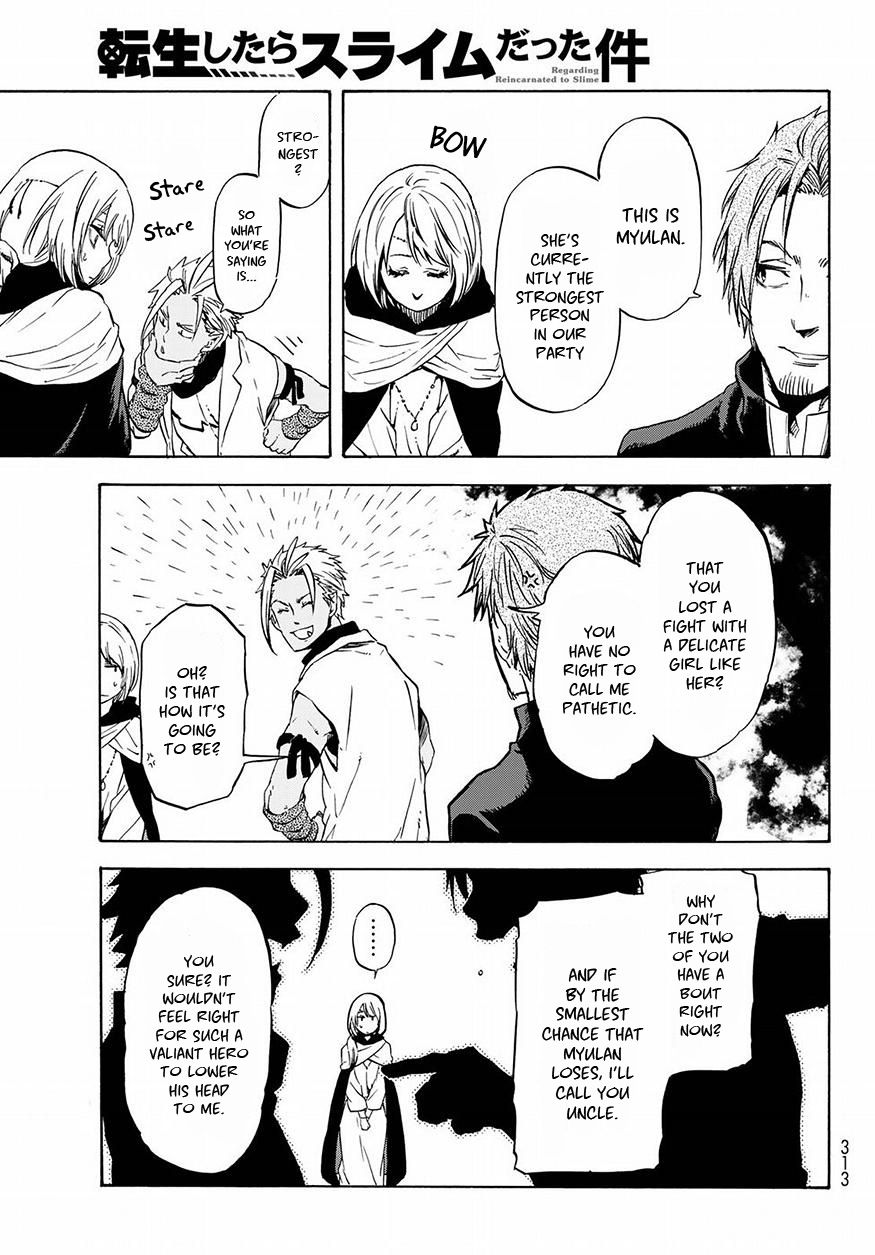 転生したらスライムだった件
Regarding
Reincarnated to Slime
THIS IS
MYULAN.
SHE'S
CURRE-
NTLY THE
STRONGEST
PERSON
IN OUR
PARTY
BOW
STRO-
NGEST
?
SO
WHAT
YOU'RE
SAYING
IS...
Stare
Stare
THAT
YOU
LOST A
FIGHT WITH
A DELICATE
GIRL LIKE
HER?
YOU
HAVE NO
RIGHT TO
CALL ME
PATHETIC.
OH?
IS THAT
HOW IT'S
GOING
TO BE?
WHY
DON'T
THE TWO
OF YOU
HAVE A
BOUT
RIGHT
NOW?
AND IF
BY THE
SMALLEST
CHANCE THAT
MYULAN
LOSES, I'LL
CALL YOU
UNCLE.
......
YOU
SURE? IT
WOULDN'T
FEEL RIGHT
FOR SUCH A
VALIANT HERO
TO LOWER
HIS HEAD
TO ME.
313